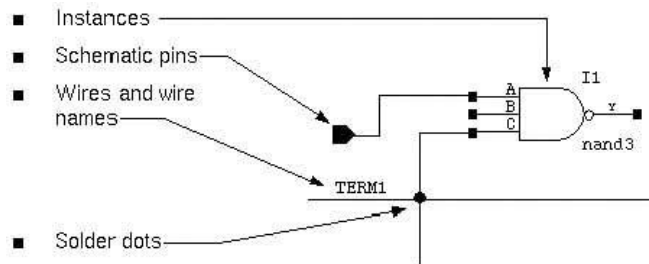 Instances
Schematic pins
Wires and wire
names
Solder dots
I1
A
B
C
Y
nand3
TERM1